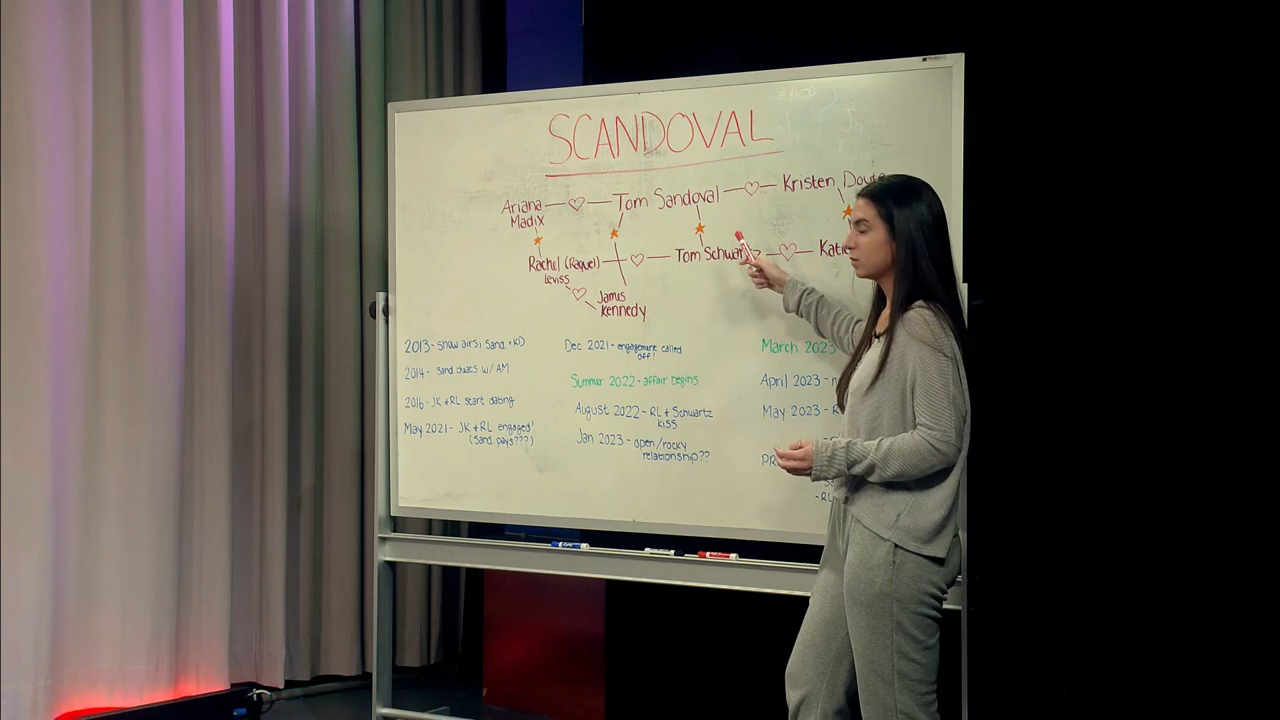 SCANDOVAL
Ariana
Madix
Tom Sandoval
Kristen Doute
Rachel (Raquel)
Leviss
Tom Schwar
Katie
James
Kennedy
2013 - show airs; Sand + KD
2014 - Sand cheats w/ AM
2016 - JK + RL start dating
May 2021 - JK + RL engaged!
(Sand pays???)
Dec 2021 - engagement called
off!
Summer 2022 - affair begins
August 2022 - RL + Schwartz
kiss
Jan 2023 - open/rocky
relationship??
March 2023
April 2023 -
May 2023 - R
PR
- RL